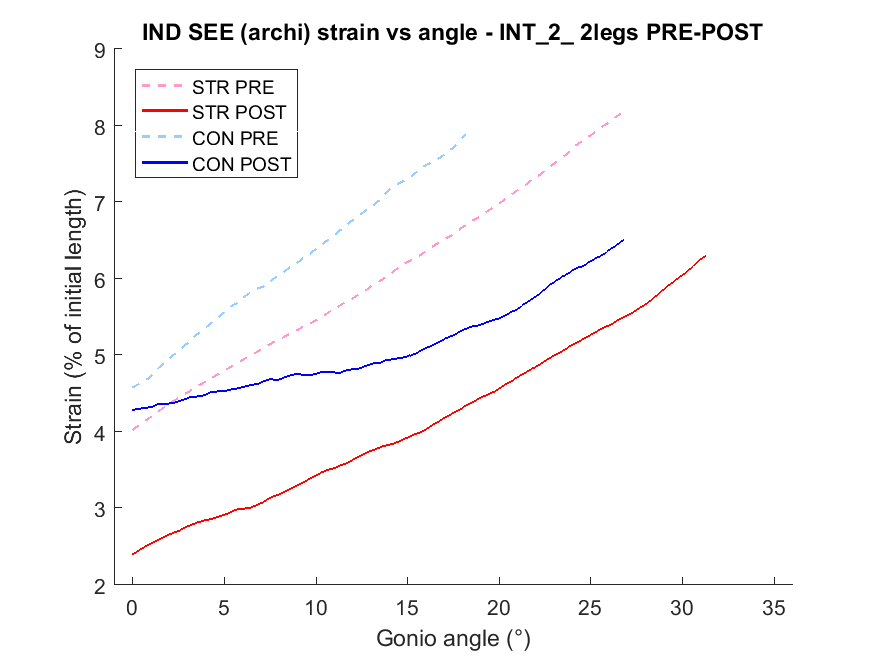 IND SEE (archi) strain vs angle - INT_2_ 2legs PRE-POST
STR PRE
STR POST
CON PRE
CON POST
Strain (% of initial length)
9
8
7
6
5
4
3
2
0 5 10 15 20 25 30 35
Gonio angle (°)